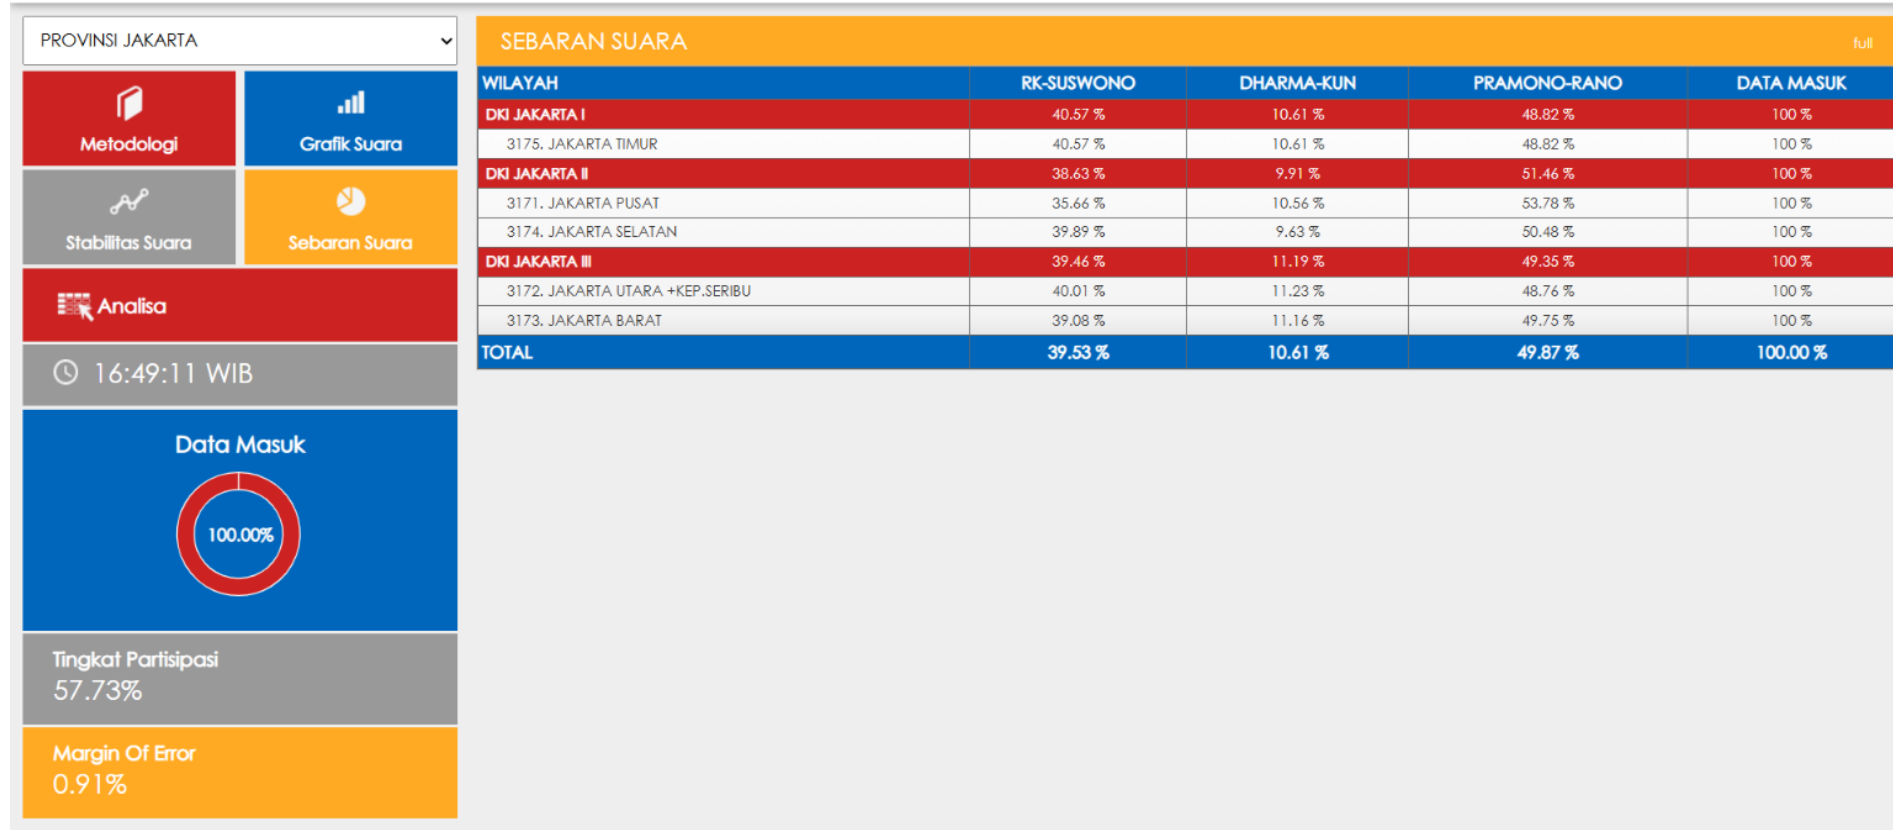 PROVINSI JAKARTA
Metodologi
Grafik Suara
Stabilitas Suara
Sebaran Suara
Analisa
16:49:11 WIB
Data Masuk
100.00%
Tingkat Partisipasi
57.73%
Margin Of Error
0.91%
SEBARAN SUARA full
WILAYAH RK-SUSWONO DHARMA-KUN PRAMONO-RANO DATA MASUK
DKI JAKARTA I 40.57 % 10.61 % 48.82 % 100 %
3175. JAKARTA TIMUR 40.57 % 10.61 % 48.82 % 100 %
DKI JAKARTA II 38.63 % 9.91 % 51.46 % 100 %
3171. JAKARTA PUSAT 35.66 % 10.56 % 53.78 % 100 %
3174. JAKARTA SELATAN 39.89 % 9.63 % 50.48 % 100 %
DKI JAKARTA III 39.46 % 11.19 % 49.35 % 100 %
3172. JAKARTA UTARA +KEP.SERIBU 40.01 % 11.23 % 48.76 % 100 %
3173. JAKARTA BARAT 39.08 % 11.16 % 49.75 % 100 %
TOTAL 39.53 % 10.61 % 49.87 % 100.00 %